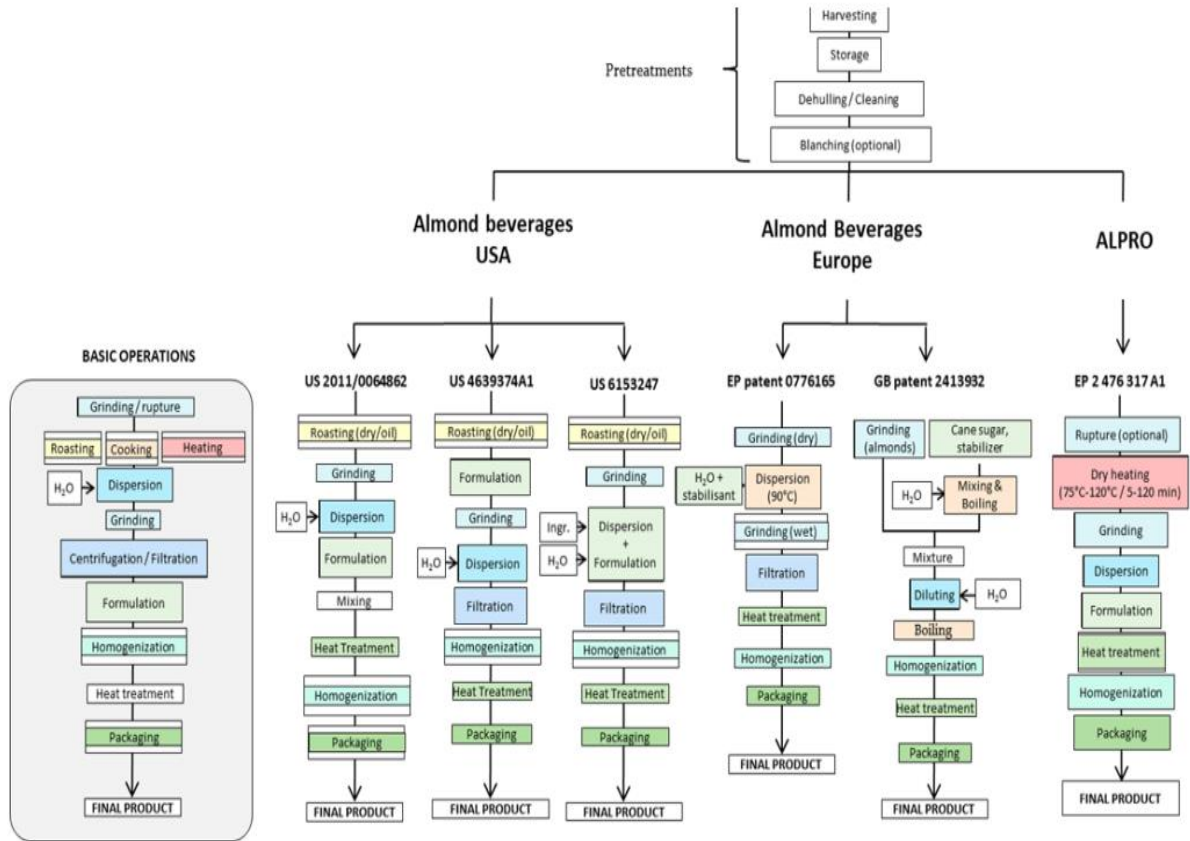 Harvesting
Storage
Pretreatments
Dehulling / Cleaning
Blanching (optional)
Almond beverages
USA
Almond Beverages
Europe
ALPRO
BASIC OPERATIONS
Grinding / rupture
Roasting
Cooking
Heating
H₂O
Dispersion
Grinding
Centrifugation / Filtration
Formulation
Homogenization
Heat treatment
Packaging
FINAL PRODUCT
US 2011/0064862
Roasting (dry/oil)
Grinding
H₂O
Dispersion
Formulation
Mixing
Heat Treatment
Homogenization
Packaging
FINAL PRODUCT
US 4639374A1
Roasting (dry/oil)
Formulation
Grinding
H₂O
Dispersion
Filtration
Homogenization
Heat Treatment
Packaging
FINAL PRODUCT
US 6153247
Roasting (dry/oil)
Grinding
Ingr.
H₂O
Dispersion
+
Formulation
Filtration
Homogenization
Heat Treatment
Packaging
FINAL PRODUCT
EP patent 0776165
Grinding (dry)
H₂O +
stabilisant
Dispersion
(90°C)
Grinding (wet)
Filtration
Heat treatment
Homogenization
Packaging
FINAL PRODUCT
GB patent 2413932
Grinding
(almonds)
Cane sugar,
stabilizer
H₂O
Mixing &
Boiling
Mixture
Diluting
H₂O
Boiling
Homogenization
Heat treatment
Packaging
FINAL PRODUCT
EP 2 476 317 A1
Rupture (optional)
Dry heating
(75°C-120°C / 5-120 min)
Grinding
Dispersion
Formulation
Heat treatment
Homogenization
Packaging
FINAL PRODUCT